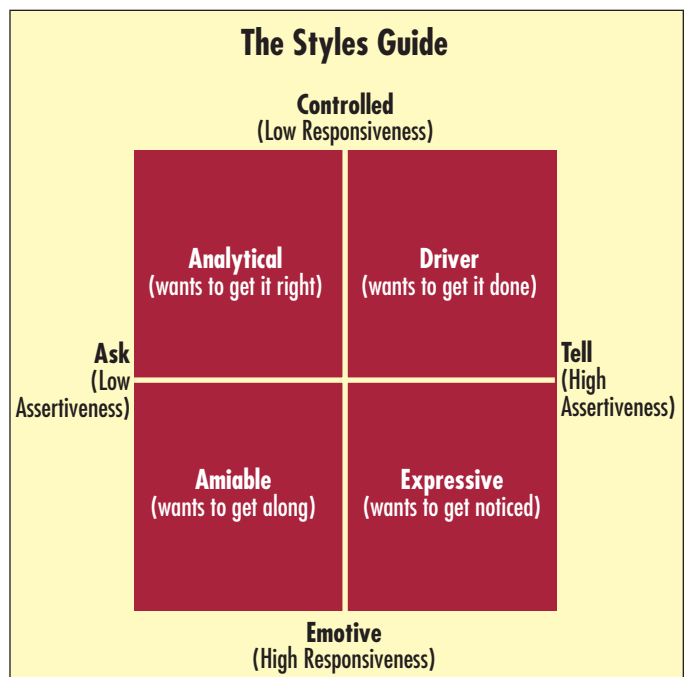 The Styles Guide
Controlled
(Low Responsiveness)
Analytical
(wants to get it right)
Driver
(wants to get it done)
Ask
(Low
Assertiveness)
Tell
(High
Assertiveness)
Amiable
(wants to get along)
Expressive
(wants to get noticed)
Emotive
(High Responsiveness)